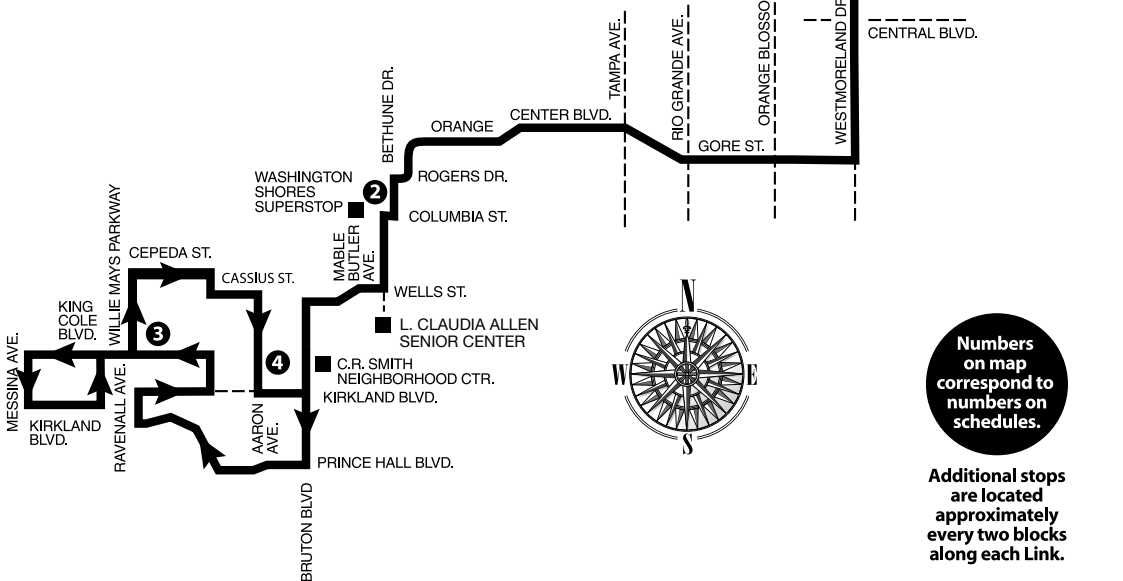 TAMPA AVE.
RIO GRANDE AVE.
ORANGE BLOSSO
WESTMORELAND DR
CENTRAL BLVD.
BETHUNE DR.
ORANGE
CENTER BLVD.
GORE ST.
WASHINGTON
SHORES
SUPERSTOP
2
ROGERS DR.
COLUMBIA ST.
MABLE
BUTLER
AVE.
WILLIE MAYS PARKWAY
CEPEDA ST.
CASSIUS ST.
WELLS ST.
KING
COLE
BLVD.
3
L. CLAUDIA ALLEN
SENIOR CENTER
MESSINA AVE.
4
C.R. SMITH
NEIGHBORHOOD CTR.
KIRKLAND BLVD.
KIRKLAND
BLVD.
RAVENALL AVE.
AARON
AVE.
PRINCE HALL BLVD.
BRUTON BLVD
N
W
E
S
Numbers
on map
correspond to
numbers on
schedules.
Additional stops
are located
approximately
every two blocks
along each Link.